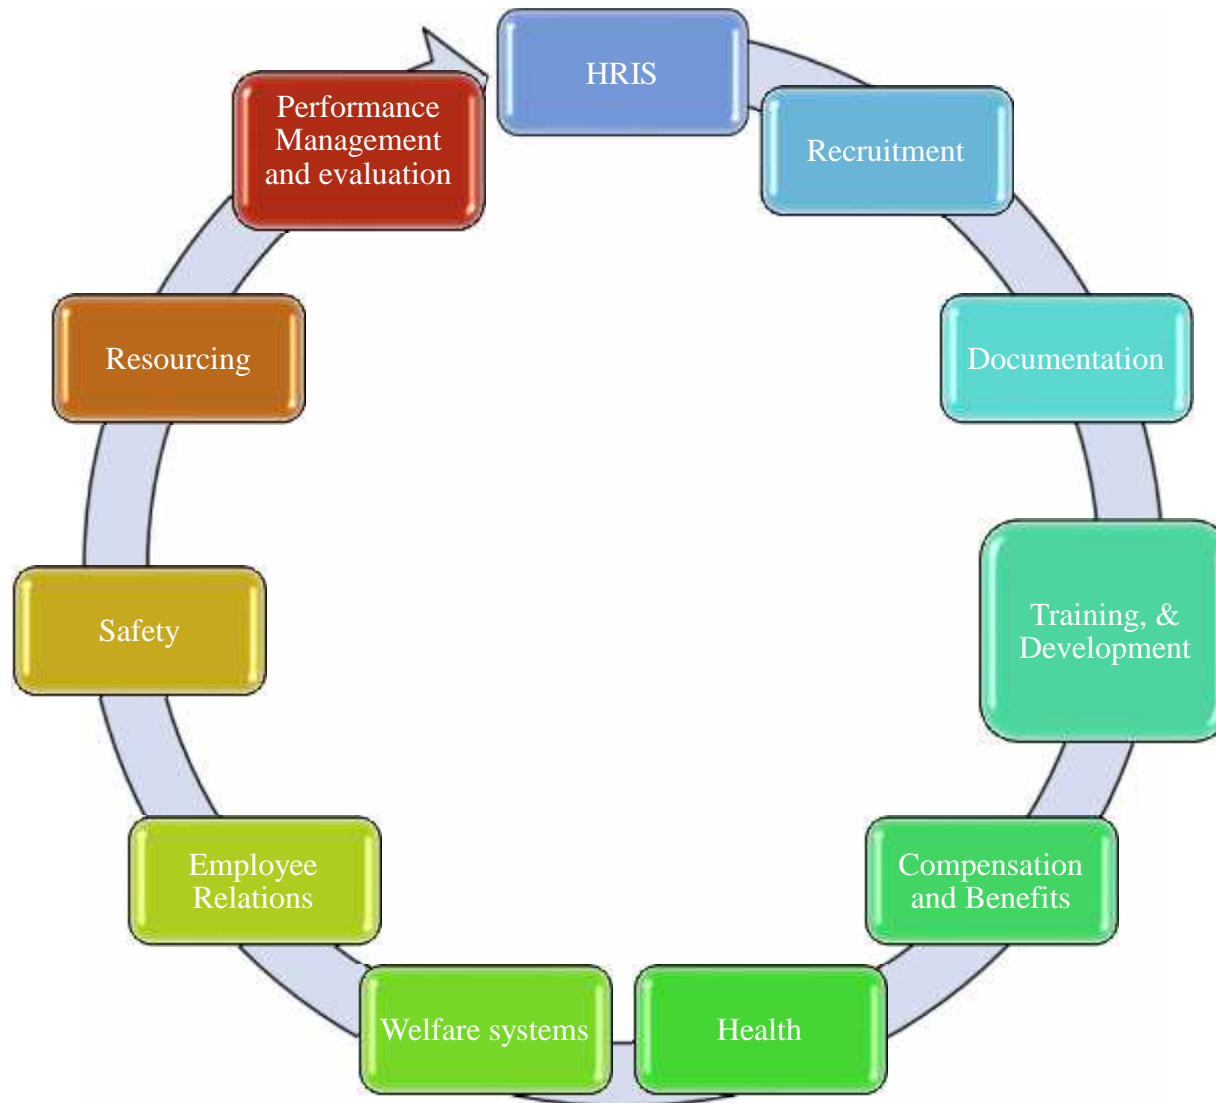 HRIS
Recruitment
Documentation
Training, &
Development
Compensation
and Benefits
Health
Welfare systems
Employee
Relations
Safety
Resourcing
Performance
Management
and evaluation